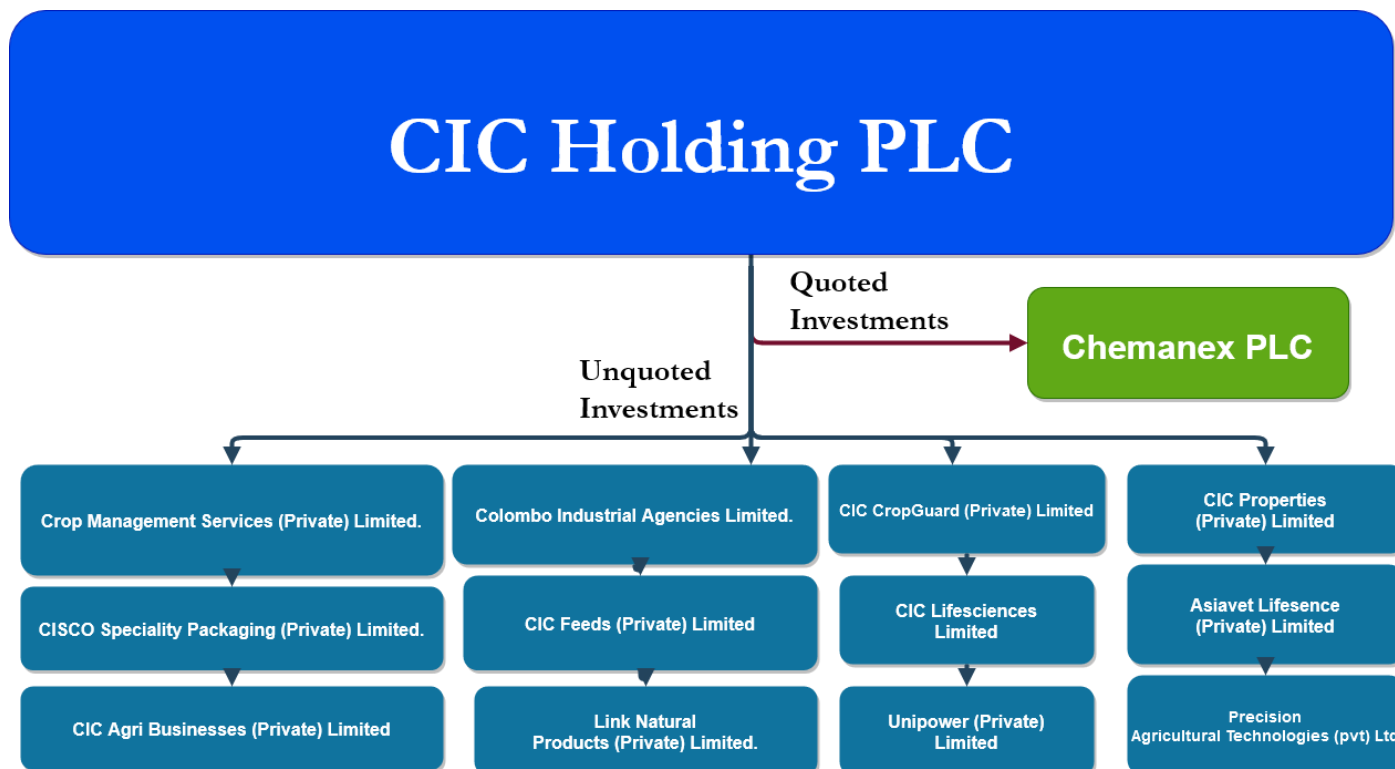 CIC Holding PLC
Quoted
Investments
Chemanex PLC
Unquoted
Investments
Crop Management Services (Private) Limited.
Colombo Industrial Agencies Limited.
CIC CropGuard (Private) Limited
CIC Properties
(Private) Limited
CISCO Speciality Packaging (Private) Limited.
CIC Feeds (Private) Limited
CIC Lifesciences
Limited
Asiavet Lifesence
(Private) Limited
CIC Agri Businesses (Private) Limited
Link Natural
Products (Private) Limited.
Unipower (Private)
Limited
Precision
Agricultural Technologies (pvt) Ltd